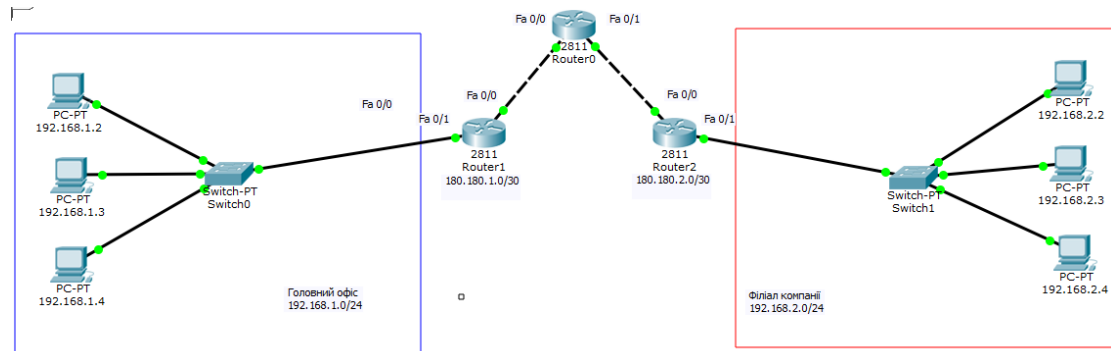 Fa 0/0
Fa 0/1
2811
Router0
PC-PT
192.168.1.2
PC-PT
192.168.1.3
PC-PT
192.168.1.4
Switch-PT
Switch0
Fa 0/0
Fa 0/1
Fa 0/0
2811
Router1
180.180.1.0/30
Fa 0/0
Fa 0/1
2811
Router2
180.180.2.0/30
Switch-PT
Switch1
PC-PT
192.168.2.2
PC-PT
192.168.2.3
PC-PT
192.168.2.4
Головний офіс
192.168.1.0/24
Філіал компанії
192.168.2.0/24